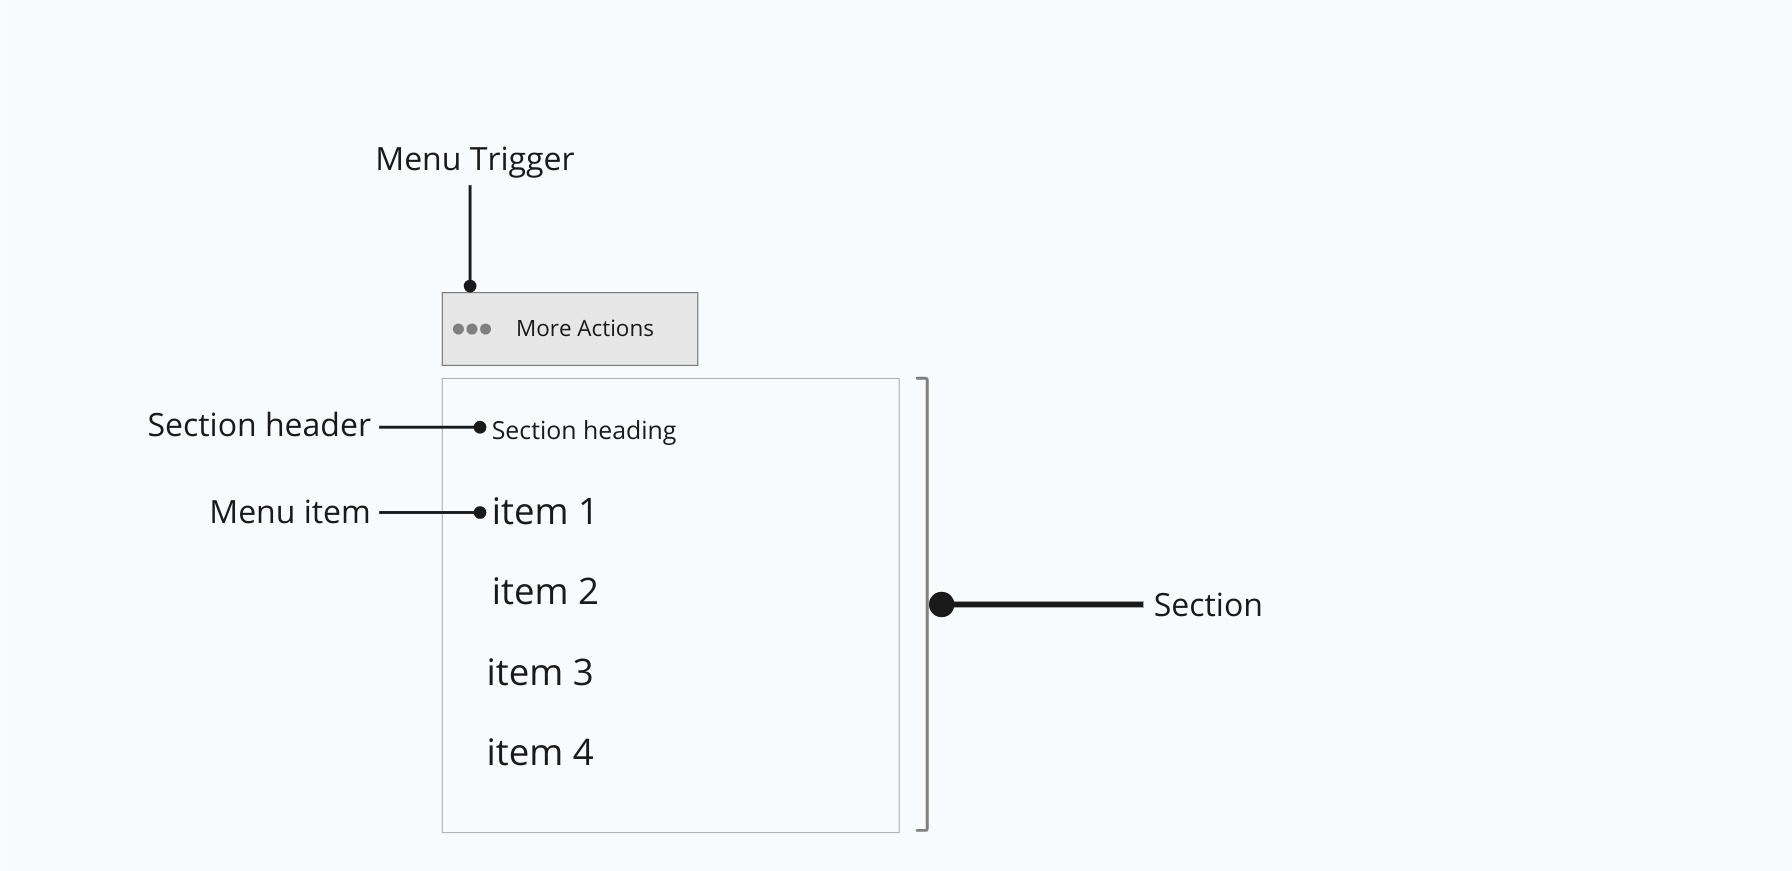 Menu Trigger
More Actions
Section header
Section heading
Menu item
item 1
item 2
Section
item 3
item 4